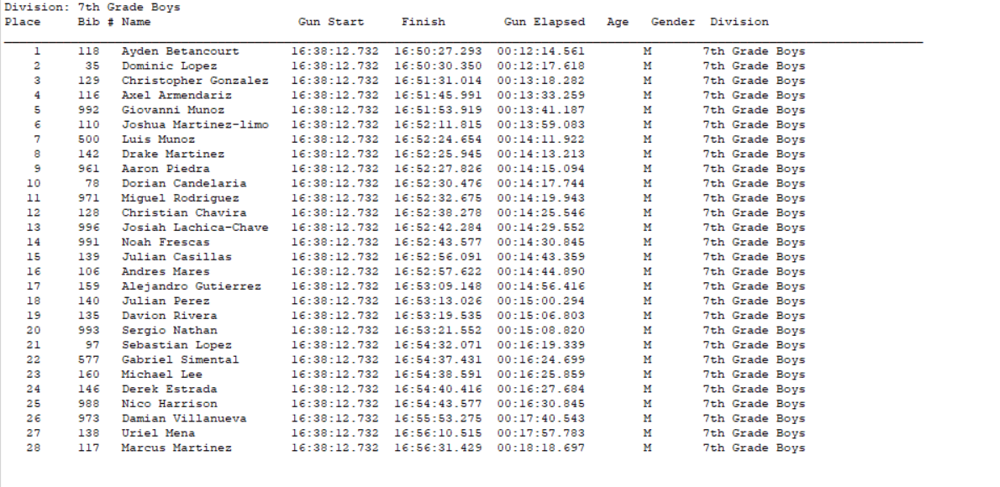 Division: 7th Grade Boys
Place Bib # Name Gun Start Finish Gun Elapsed Age Gender Division
1 118 Ayden Betancourt 16:38:12.732 16:50:27.293 00:12:14.561 M 7th Grade Boys
2 35 Dominic Lopez 16:38:12.732 16:50:30.350 00:12:17.618 M 7th Grade Boys
3 129 Christopher Gonzalez 16:38:12.732 16:51:31.014 00:13:18.282 M 7th Grade Boys
4 116 Axel Armendariz 16:38:12.732 16:51:45.991 00:13:33.259 M 7th Grade Boys
5 992 Giovanni Munoz 16:38:12.732 16:51:53.919 00:13:41.187 M 7th Grade Boys
6 110 Joshua Martinez-limo 16:38:12.732 16:52:11.815 00:13:59.083 M 7th Grade Boys
7 500 Luis Munoz 16:38:12.732 16:52:24.654 00:14:11.922 M 7th Grade Boys
8 142 Drake Martinez 16:38:12.732 16:52:25.945 00:14:13.213 M 7th Grade Boys
9 961 Aaron Piedra 16:38:12.732 16:52:27.826 00:14:15.094 M 7th Grade Boys
10 78 Dorian Candelaria 16:38:12.732 16:52:30.476 00:14:17.744 M 7th Grade Boys
11 971 Miguel Rodriguez 16:38:12.732 16:52:32.675 00:14:19.943 M 7th Grade Boys
12 128 Christian Chavira 16:38:12.732 16:52:38.278 00:14:25.546 M 7th Grade Boys
13 996 Josiah Lachica-Chave 16:38:12.732 16:52:42.284 00:14:29.552 M 7th Grade Boys
14 991 Noah Frescas 16:38:12.732 16:52:43.577 00:14:30.845 M 7th Grade Boys
15 139 Julian Casillas 16:38:12.732 16:52:56.091 00:14:43.359 M 7th Grade Boys
16 106 Andres Mares 16:38:12.732 16:52:57.622 00:14:44.890 M 7th Grade Boys
17 159 Alejandro Gutierrez 16:38:12.732 16:53:09.148 00:14:56.416 M 7th Grade Boys
18 140 Julian Perez 16:38:12.732 16:53:13.026 00:15:00.294 M 7th Grade Boys
19 135 Davion Rivera 16:38:12.732 16:53:19.535 00:15:06.803 M 7th Grade Boys
20 993 Sergio Nathan 16:38:12.732 16:53:21.552 00:15:08.820 M 7th Grade Boys
21 97 Sebastian Lopez 16:38:12.732 16:54:32.071 00:16:19.339 M 7th Grade Boys
22 577 Gabriel Simental 16:38:12.732 16:54:37.431 00:16:24.699 M 7th Grade Boys
23 160 Michael Lee 16:38:12.732 16:54:38.591 00:16:25.859 M 7th Grade Boys
24 146 Derek Estrada 16:38:12.732 16:54:40.416 00:16:27.684 M 7th Grade Boys
25 988 Nico Harrison 16:38:12.732 16:54:43.577 00:16:30.845 M 7th Grade Boys
26 973 Damian Villanueva 16:38:12.732 16:55:53.275 00:17:40.543 M 7th Grade Boys
27 138 Uriel Mena 16:38:12.732 16:56:10.515 00:17:57.783 M 7th Grade Boys
28 117 Marcus Martinez 16:38:12.732 16:56:31.429 00:18:18.697 M 7th Grade Boys